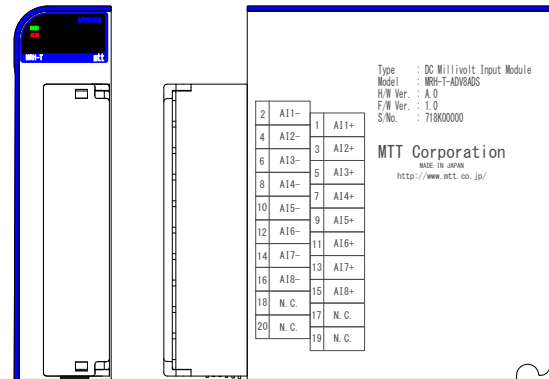 ADV8ADS
RUN
ALM
MRH-T mtt
Type : DC Millivolt Input Module
Model : MRH-T-ADV8ADS
H/W Ver. : A.0
F/W Ver. : 1.0
S/No. : 718K00000
MTT Corporation
MADE IN JAPAN
http://www.mtt.co.jp/
2 AI1-
1 AI1+
4 AI2-
3 AI2+
6 AI3-
5 AI3+
8 AI4-
7 AI4+
10 AI5-
9 AI5+
12 AI6-
11 AI6+
14 AI7-
13 AI7+
16 AI8-
15 AI8+
18 N.C.
17 N.C.
20 N.C.
19 N.C.